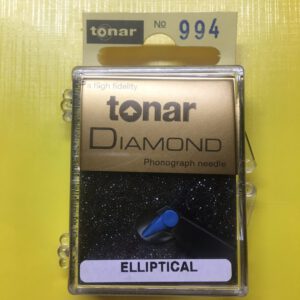 tonar No 994
a high fidelity
tonar
DIAMOND
Phonograph needle
ELLIPTICAL